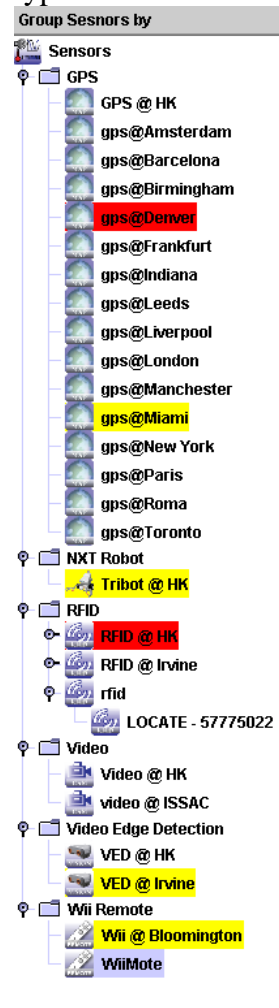 Group Sesnors by
Sensors
GPS
GPS @ HK
gps@Amsterdam
gps@Barcelona
gps@Birmingham
gps@Denver
gps@Frankfurt
gps@Indiana
gps@Leeds
gps@Liverpool
gps@London
gps@Manchester
gps@Miami
gps@New York
gps@Paris
gps@Roma
gps@Toronto
NXT Robot
Tribot @ HK
RFID
RFID @ HK
RFID @ Irvine
rfid
LOCATE - 57775022
Video
Video @ HK
video @ ISSAC
Video Edge Detection
VED @ HK
VED @ Irvine
Wii Remote
Wii @ Bloomington
WiiMote